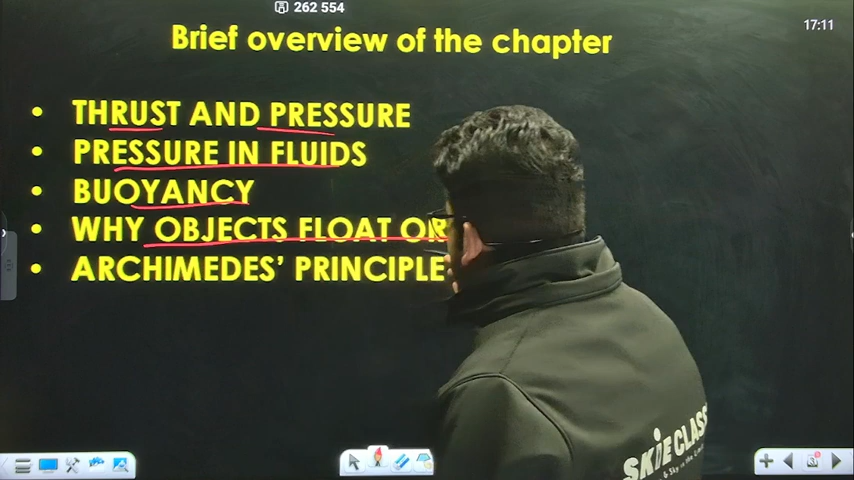 262 554
17:11
Brief overview of the chapter
• THRUST AND PRESSURE
• PRESSURE IN FLUIDS
• BUOYANCY
• WHY OBJECTS FLOAT OR
• ARCHIMEDES’ PRINCIPLE
SKIE CLASS